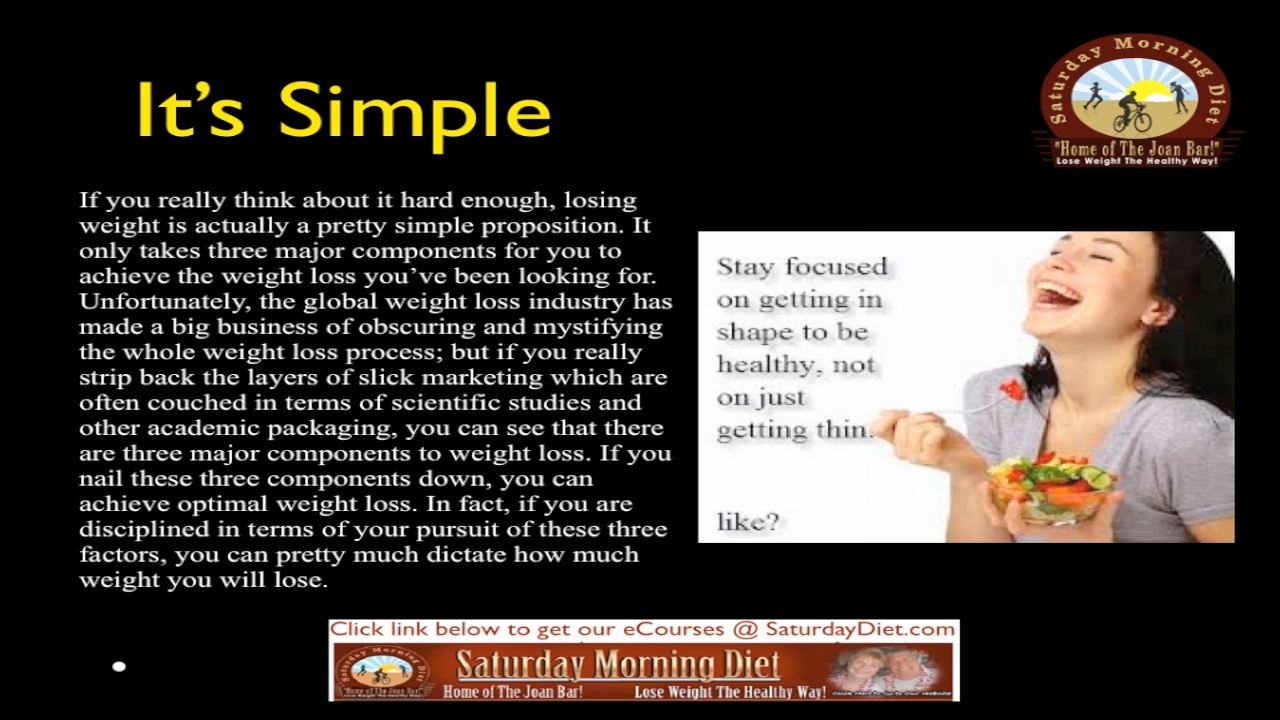 It's Simple
Saturday Morning Diet
"Home of The Joan Bar!"
Lose Weight The Healthy Way!
If you really think about it hard enough, losing
weight is actually a pretty simple proposition. It
only takes three major components for you to
achieve the weight loss you've been looking for.
Unfortunately, the global weight loss industry has
made a big business of obscuring and mystifying
the whole weight loss process; but if you really
strip back the layers of slick marketing which are
often couched in terms of scientific studies and
other academic packaging, you can see that there
are three major components to weight loss. If you
nail these three components down, you can
achieve optimal weight loss. In fact, if you are
disciplined in terms of your pursuit of these three
factors, you can pretty much dictate how much
weight you will lose.
Stay focused
on getting in
shape to be
healthy, not
on just
getting thin.
like?
Click link below to get our eCourses @ SaturdayDiet.com
Saturday Morning Diet
Saturday Morning Diet
Home of The Joan Bar! Lose Weight The Healthy Way!